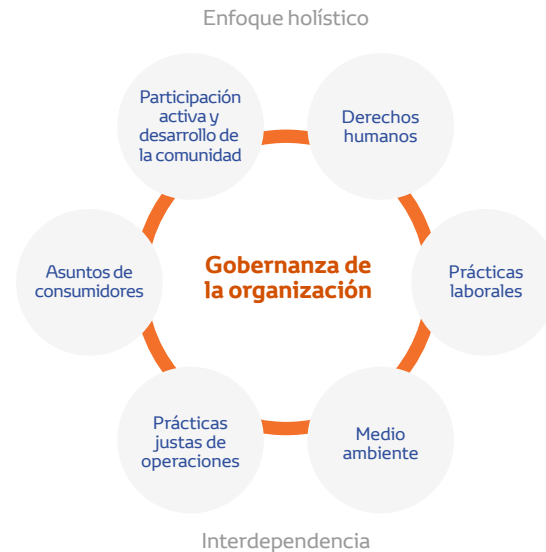 Enfoque holístico
Participación
activa y
desarrollo de
la comunidad
Derechos
humanos
Asuntos de
consumidores
Gobernanza de
la organización
Prácticas
laborales
Prácticas
justas de
operaciones
Medio
ambiente
Interdependencia